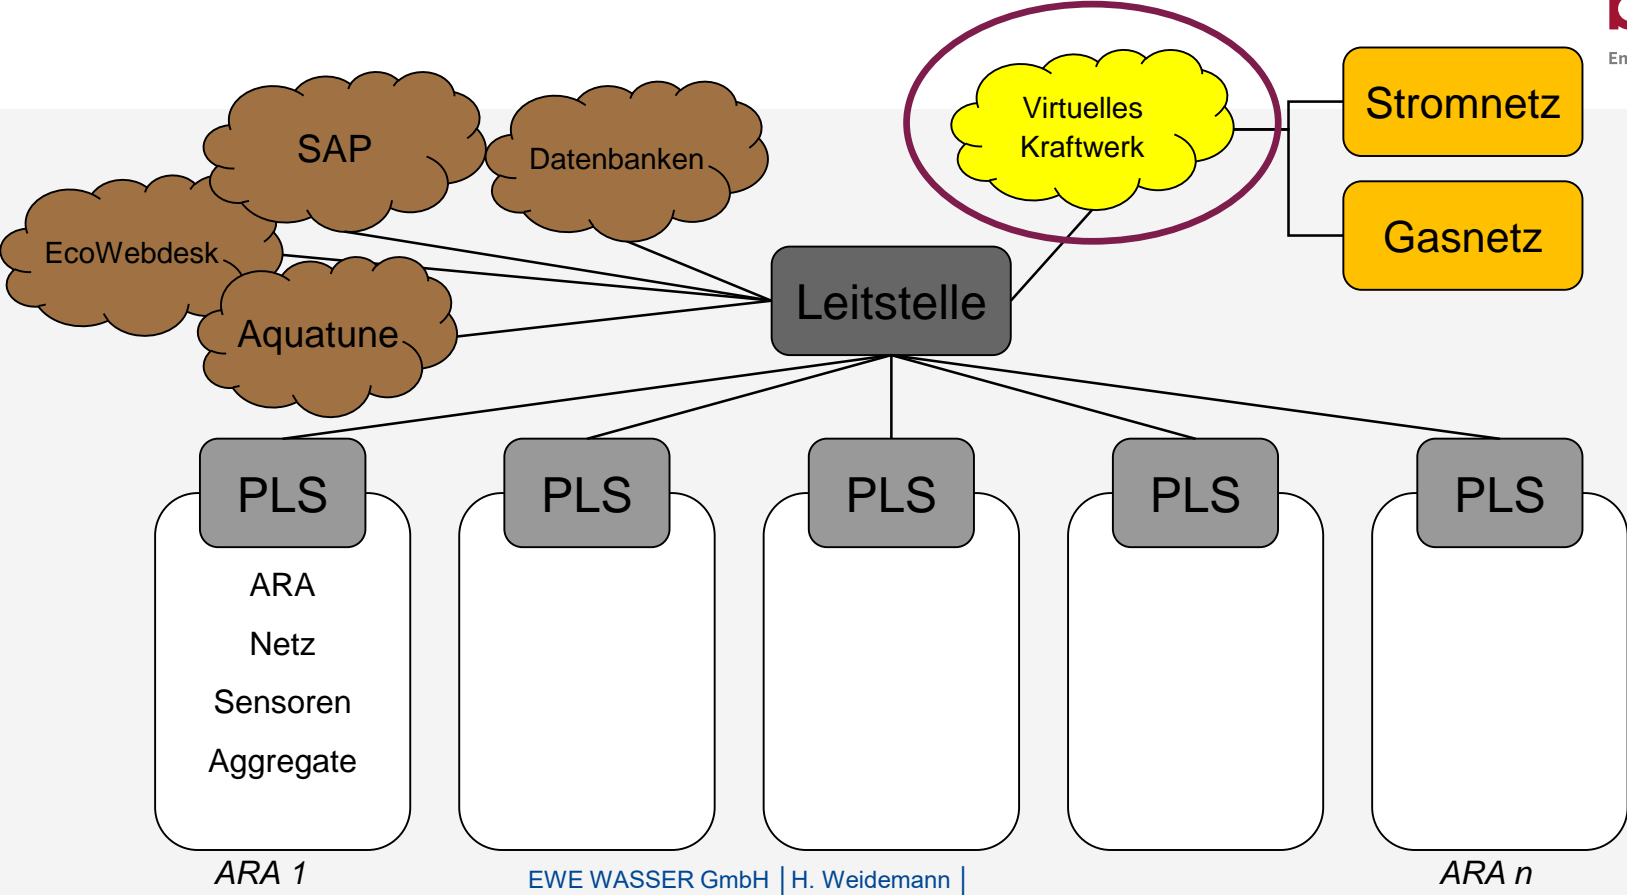 En
Stromnetz
Virtuelles
Kraftwerk
SAP
Datenbanken
Gasnetz
EcoWebdesk
Leitstelle
Aquatune
PLS
PLS
PLS
PLS
PLS
ARA
Netz
Sensoren
Aggregate
ARA 1
EWE WASSER GmbH | H. Weidemann |
ARA n